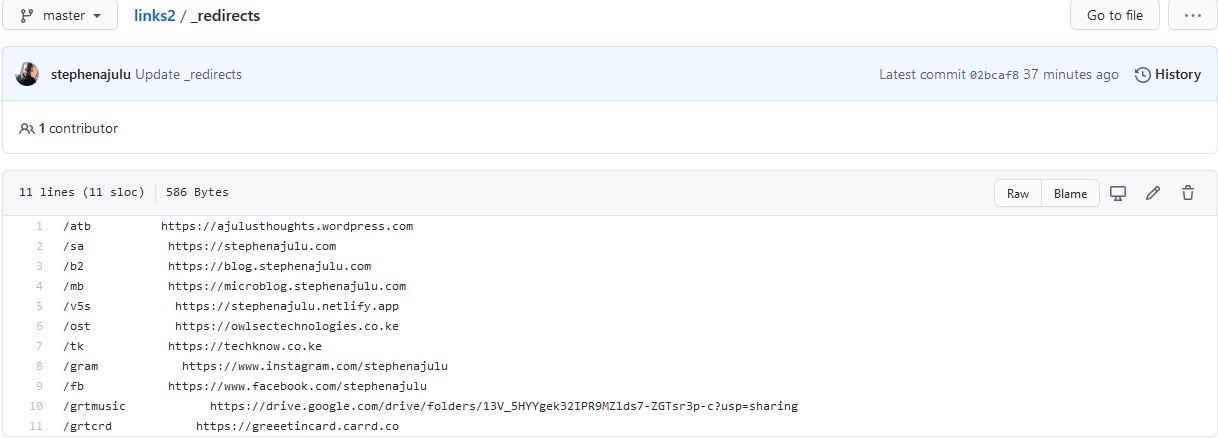 master
links2 / _redirects
Go to file
...
stephenajulu Update _redirects
Latest commit 02bcaf8 37 minutes ago
History
1 contributor
11 lines (11 sloc)
586 Bytes
Raw
Blame
1 /atb https://ajulusthoughts.wordpress.com
2 /sa https://stephenajulu.com
3 /b2 https://blog.stephenajulu.com
4 /mb https://microblog.stephenajulu.com
5 /v5s https://stephenajulu.netlify.app
6 /ost https://owlsectechnologies.co.ke
7 /tk https://techknow.co.ke
8 /gram https://www.instagram.com/stephenajulu
9 /fb https://www.facebook.com/stephenajulu
10 /grtmusic https://drive.google.com/drive/folders/13V_5HYYgek32IPR9MZlds7-ZGTsr3p-c?usp=sharing
11 /grtcrd https://greeetincard.carrd.co